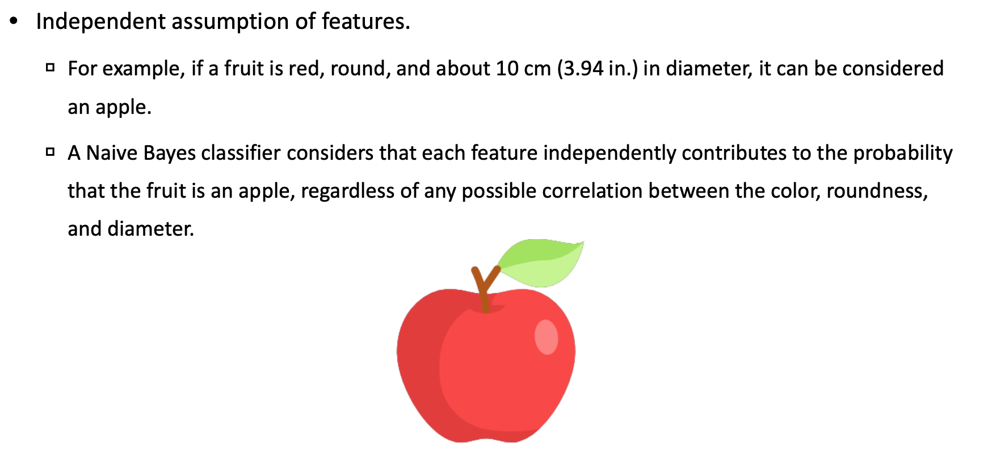 • Independent assumption of features.
▫ For example, if a fruit is red, round, and about 10 cm (3.94 in.) in diameter, it can be considered
an apple.
▫ A Naive Bayes classifier considers that each feature independently contributes to the probability
that the fruit is an apple, regardless of any possible correlation between the color, roundness,
and diameter.